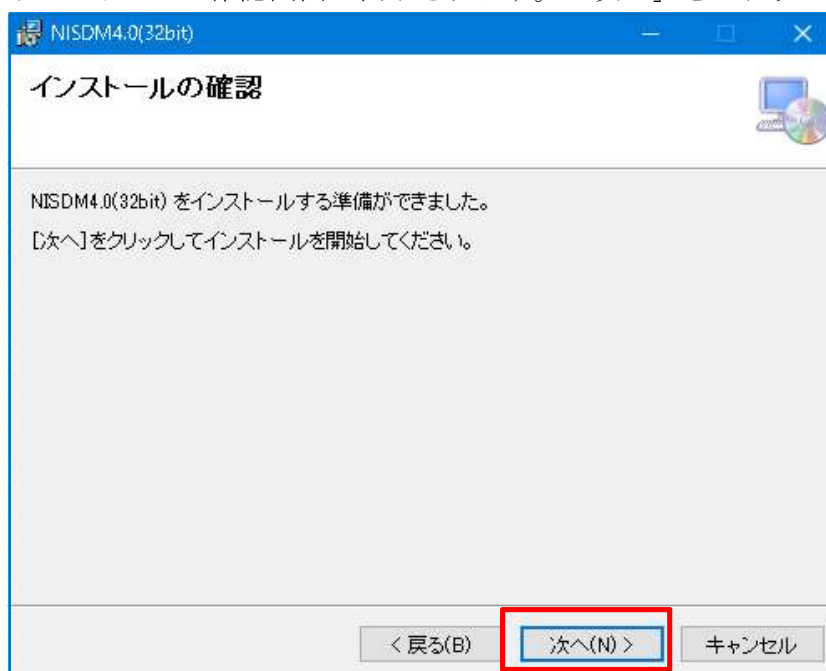 NISDM4.0(32bit)
インストールの確認
NISDM4.0(32bit) をインストールする準備ができました。
[次へ]をクリックしてインストールを開始してください。
< 戻る(B)
次へ(N) >
キャンセル